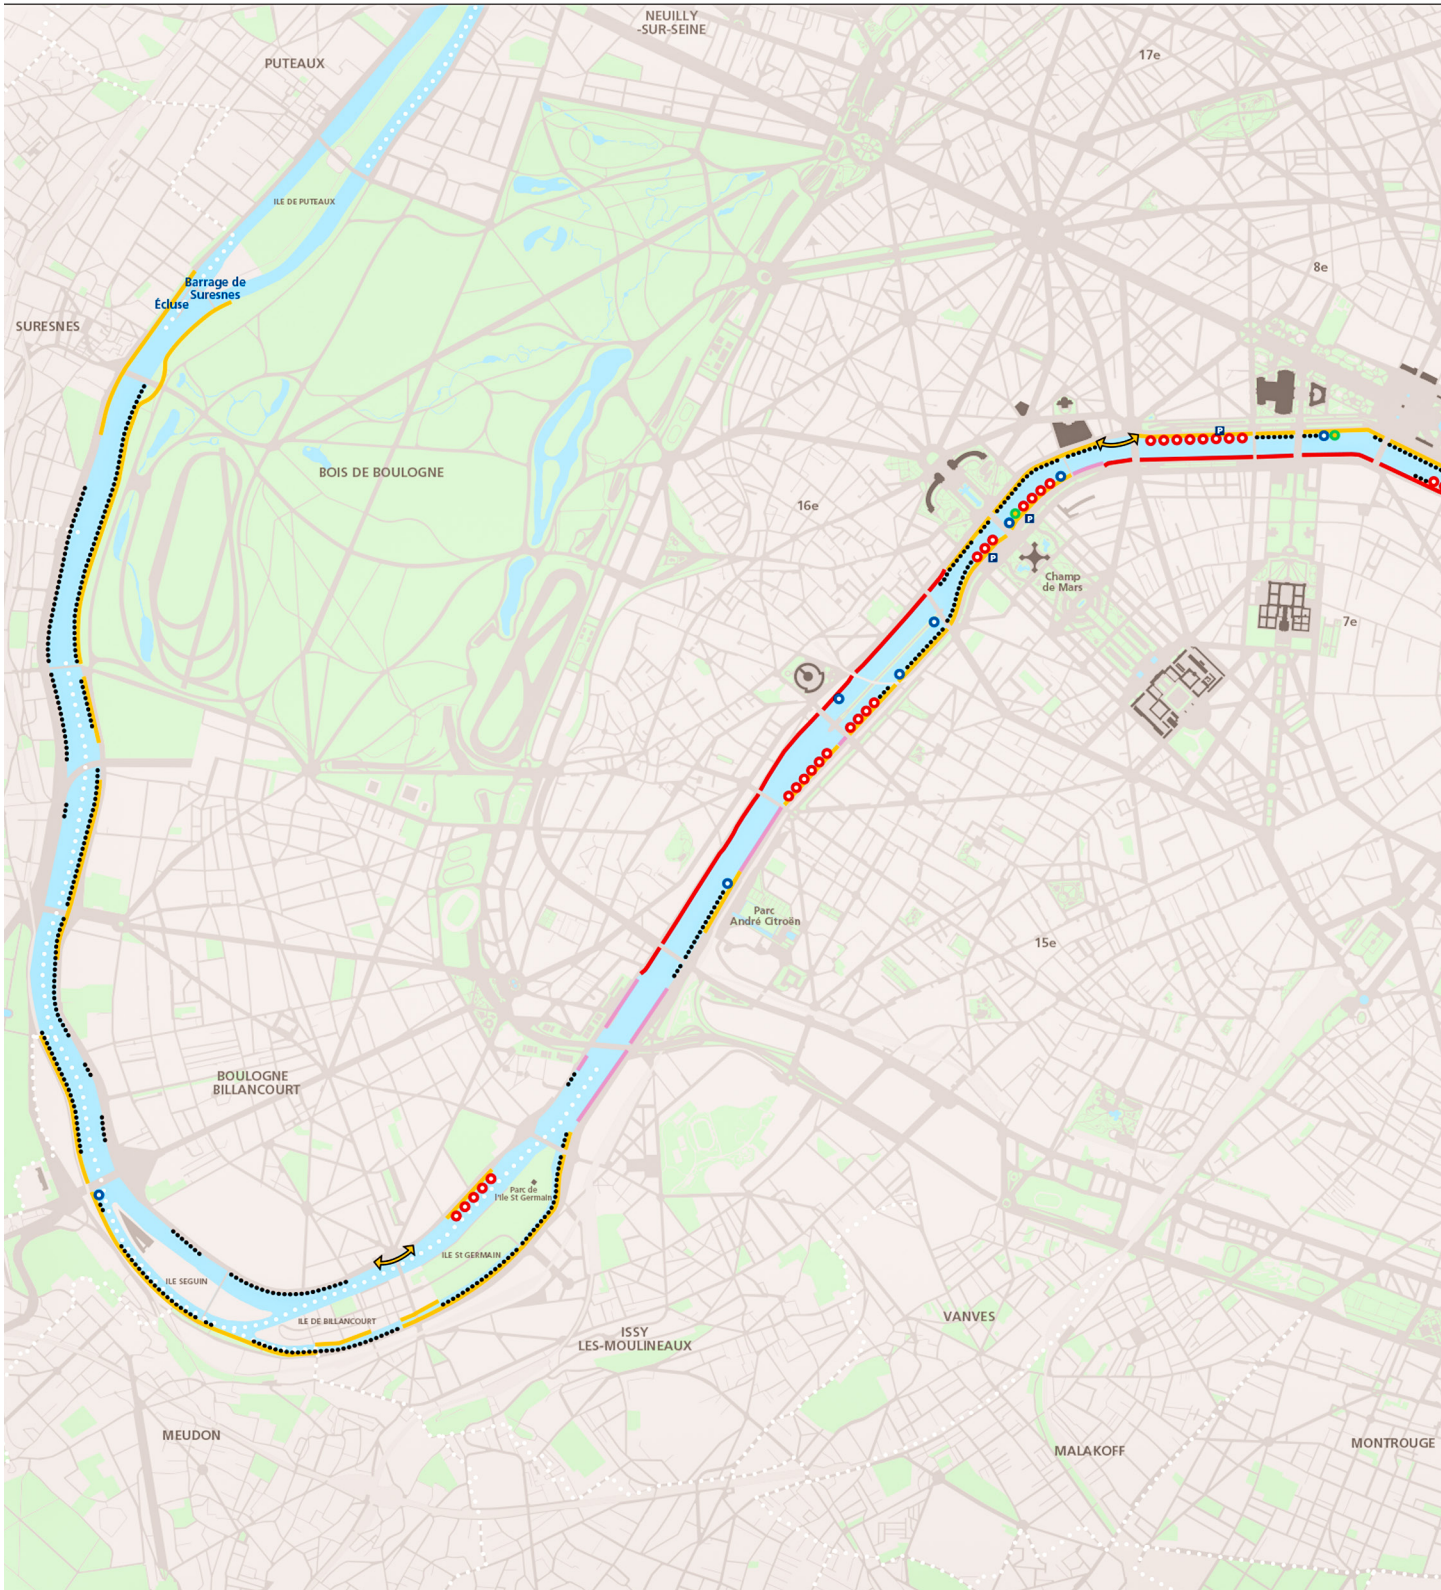 NEUILLY
-SUR-SEINE
17e
PUTEAUX
ILE DE PUTEAUX
8e
Barrage de
Suresnes
Écluse
SURESNES
P
BOIS DE BOULOGNE
16e
P
P
Champ
de Mars
7e
Parc
André Citroën
15e
BOULOGNE
BILLANCOURT
Parc de
l'Ile St Germain
ILE St GERMAIN
ILE SEGUIN
ILE DE BILLANCOURT
VANVES
ISSY
LES-MOULINEAUX
MEUDON
MALAKOFF
MONTROUGE